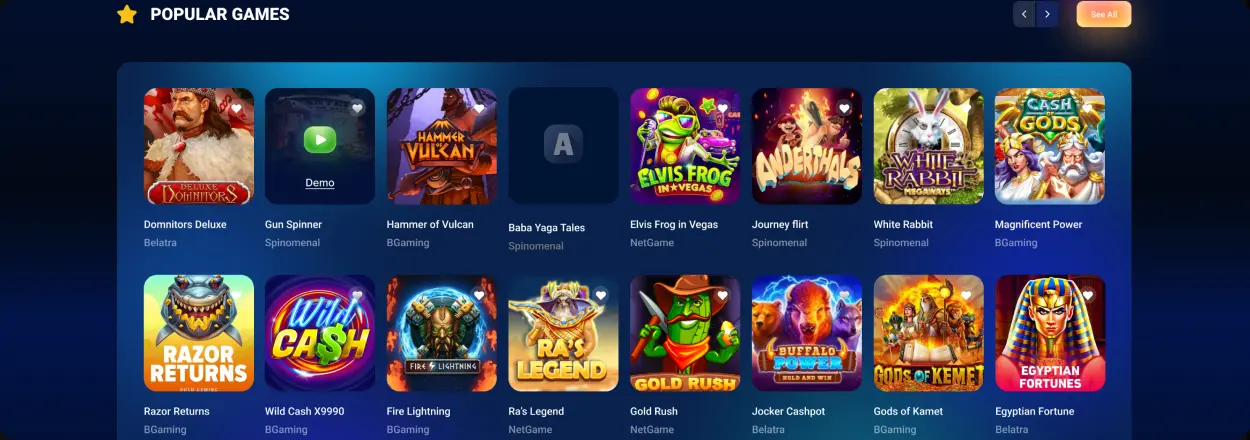 POPULAR GAMES
See All
DELUXE
DOMNITORS
Demo
HAMMER
OF
VULCAN
A
ELVIS FROG
IN VEGAS
ANDERTHALS
WHITE
RABBIT
MEGAWAYS
CASH
OF
GODS
Domnitors Deluxe
Gun Spinner
Hammer of Vulcan
Baba Yaga Tales
Elvis Frog in Vegas
Journey flirt
White Rabbit
Magnificent Power
Belatra
Spinomenal
BGaming
Spinomenal
NetGame
Spinomenal
Spinomenal
BGaming
RAZOR
RETURNS
PUSH GAMING
Wild
CA$H
FIRE LIGHTNING
RA'S
LEGEND
GOLD RUSH
BUFFALO
POWER
HOLD AND WIN
GODS OF KEMET
EGYPTIAN
FORTUNES
Razor Returns
Wild Cash X9990
Fire Lightning
Ra's Legend
Gold Rush
Jocker Cashpot
Gods of Kamet
Egyptian Fortune
BGaming
BGaming
BGaming
NetGame
NetGame
Belatra
BGaming
Belatra